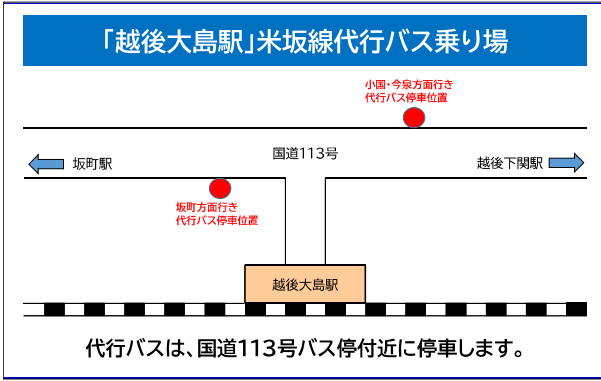 「越後大島駅」米坂線代行バス乗り場
小国・今泉方面行き
代行バス停車位置
国道113号
坂町駅
越後下関駅
坂町方面行き
代行バス停車位置
越後大島駅
代行バスは、国道113号バス停付近に停車します。